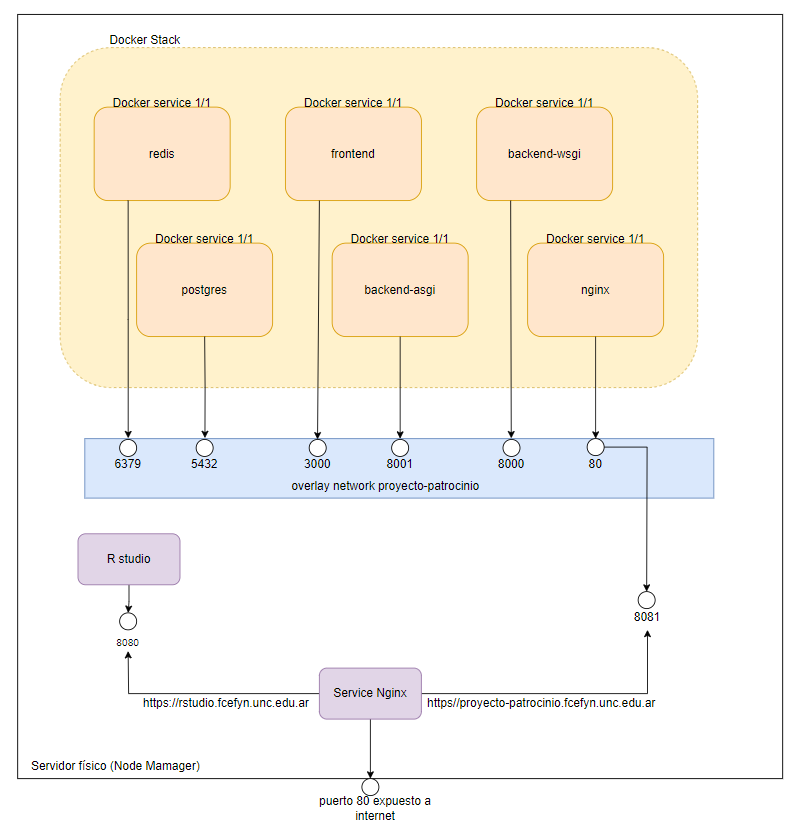 Docker Stack
Docker service 1/1
redis
Docker service 1/1
frontend
Docker service 1/1
backend-wsgi
Docker service 1/1
postgres
Docker service 1/1
backend-asgi
Docker service 1/1
nginx
6379
5432
3000
8001
8000
80
overlay network proyecto-patrocinio
R studio
8080
8081
Service Nginx
https://rstudio.fcefyn.unc.edu.ar
https//proyecto-patrocinio.fcefyn.unc.edu.ar
Servidor físico (Node Mamager)
puerto 80 expuesto a
internet